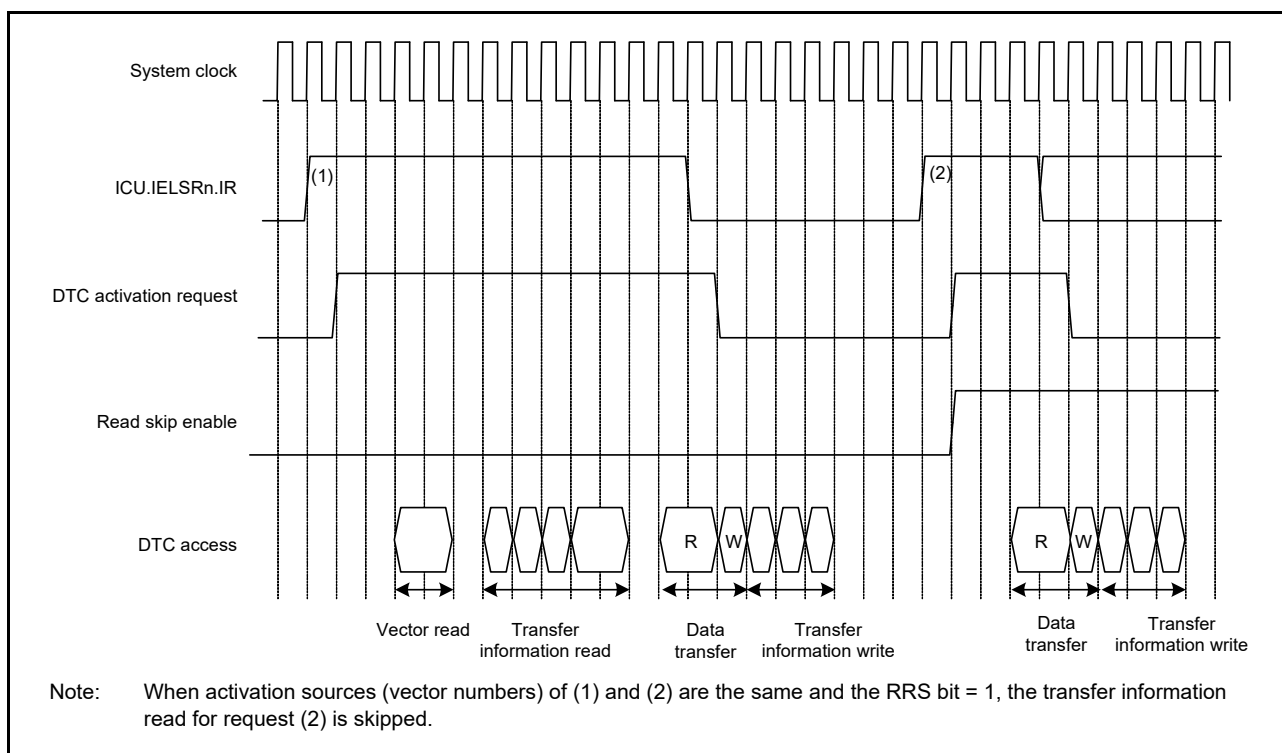 System clock
ICU.IELSRn.IR
(1)
(2)
DTC activation request
Read skip enable
DTC access
R
W
R
W
Vector read
Transfer
information read
Data
transfer
Transfer
information write
Data
transfer
Transfer
information write
Note: When activation sources (vector numbers) of (1) and (2) are the same and the RRS bit = 1, the transfer information
read for request (2) is skipped.